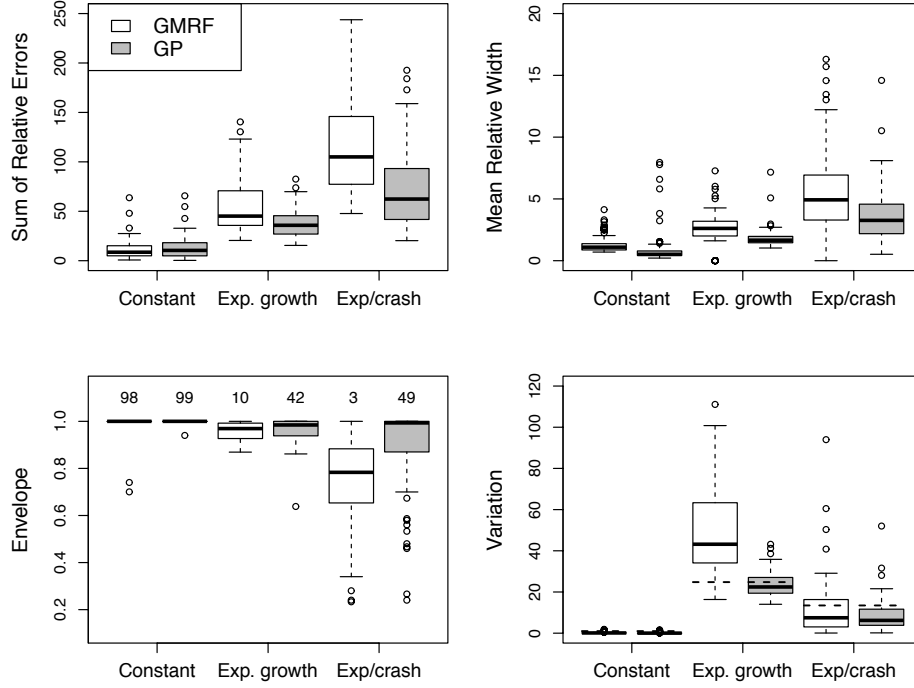 Sum of Relative Errors
250
200
150
100
50
0
GMRF
GP
Constant Exp. growth Exp/crash
Mean Relative Width
20
15
10
5
0
Constant Exp. growth Exp/crash
Envelope
1.0
0.8
0.6
0.4
0.2
98 99 10 42 3 49
Constant Exp. growth Exp/crash
Variation
120
100
80
60
40
20
0
Constant Exp. growth Exp/crash